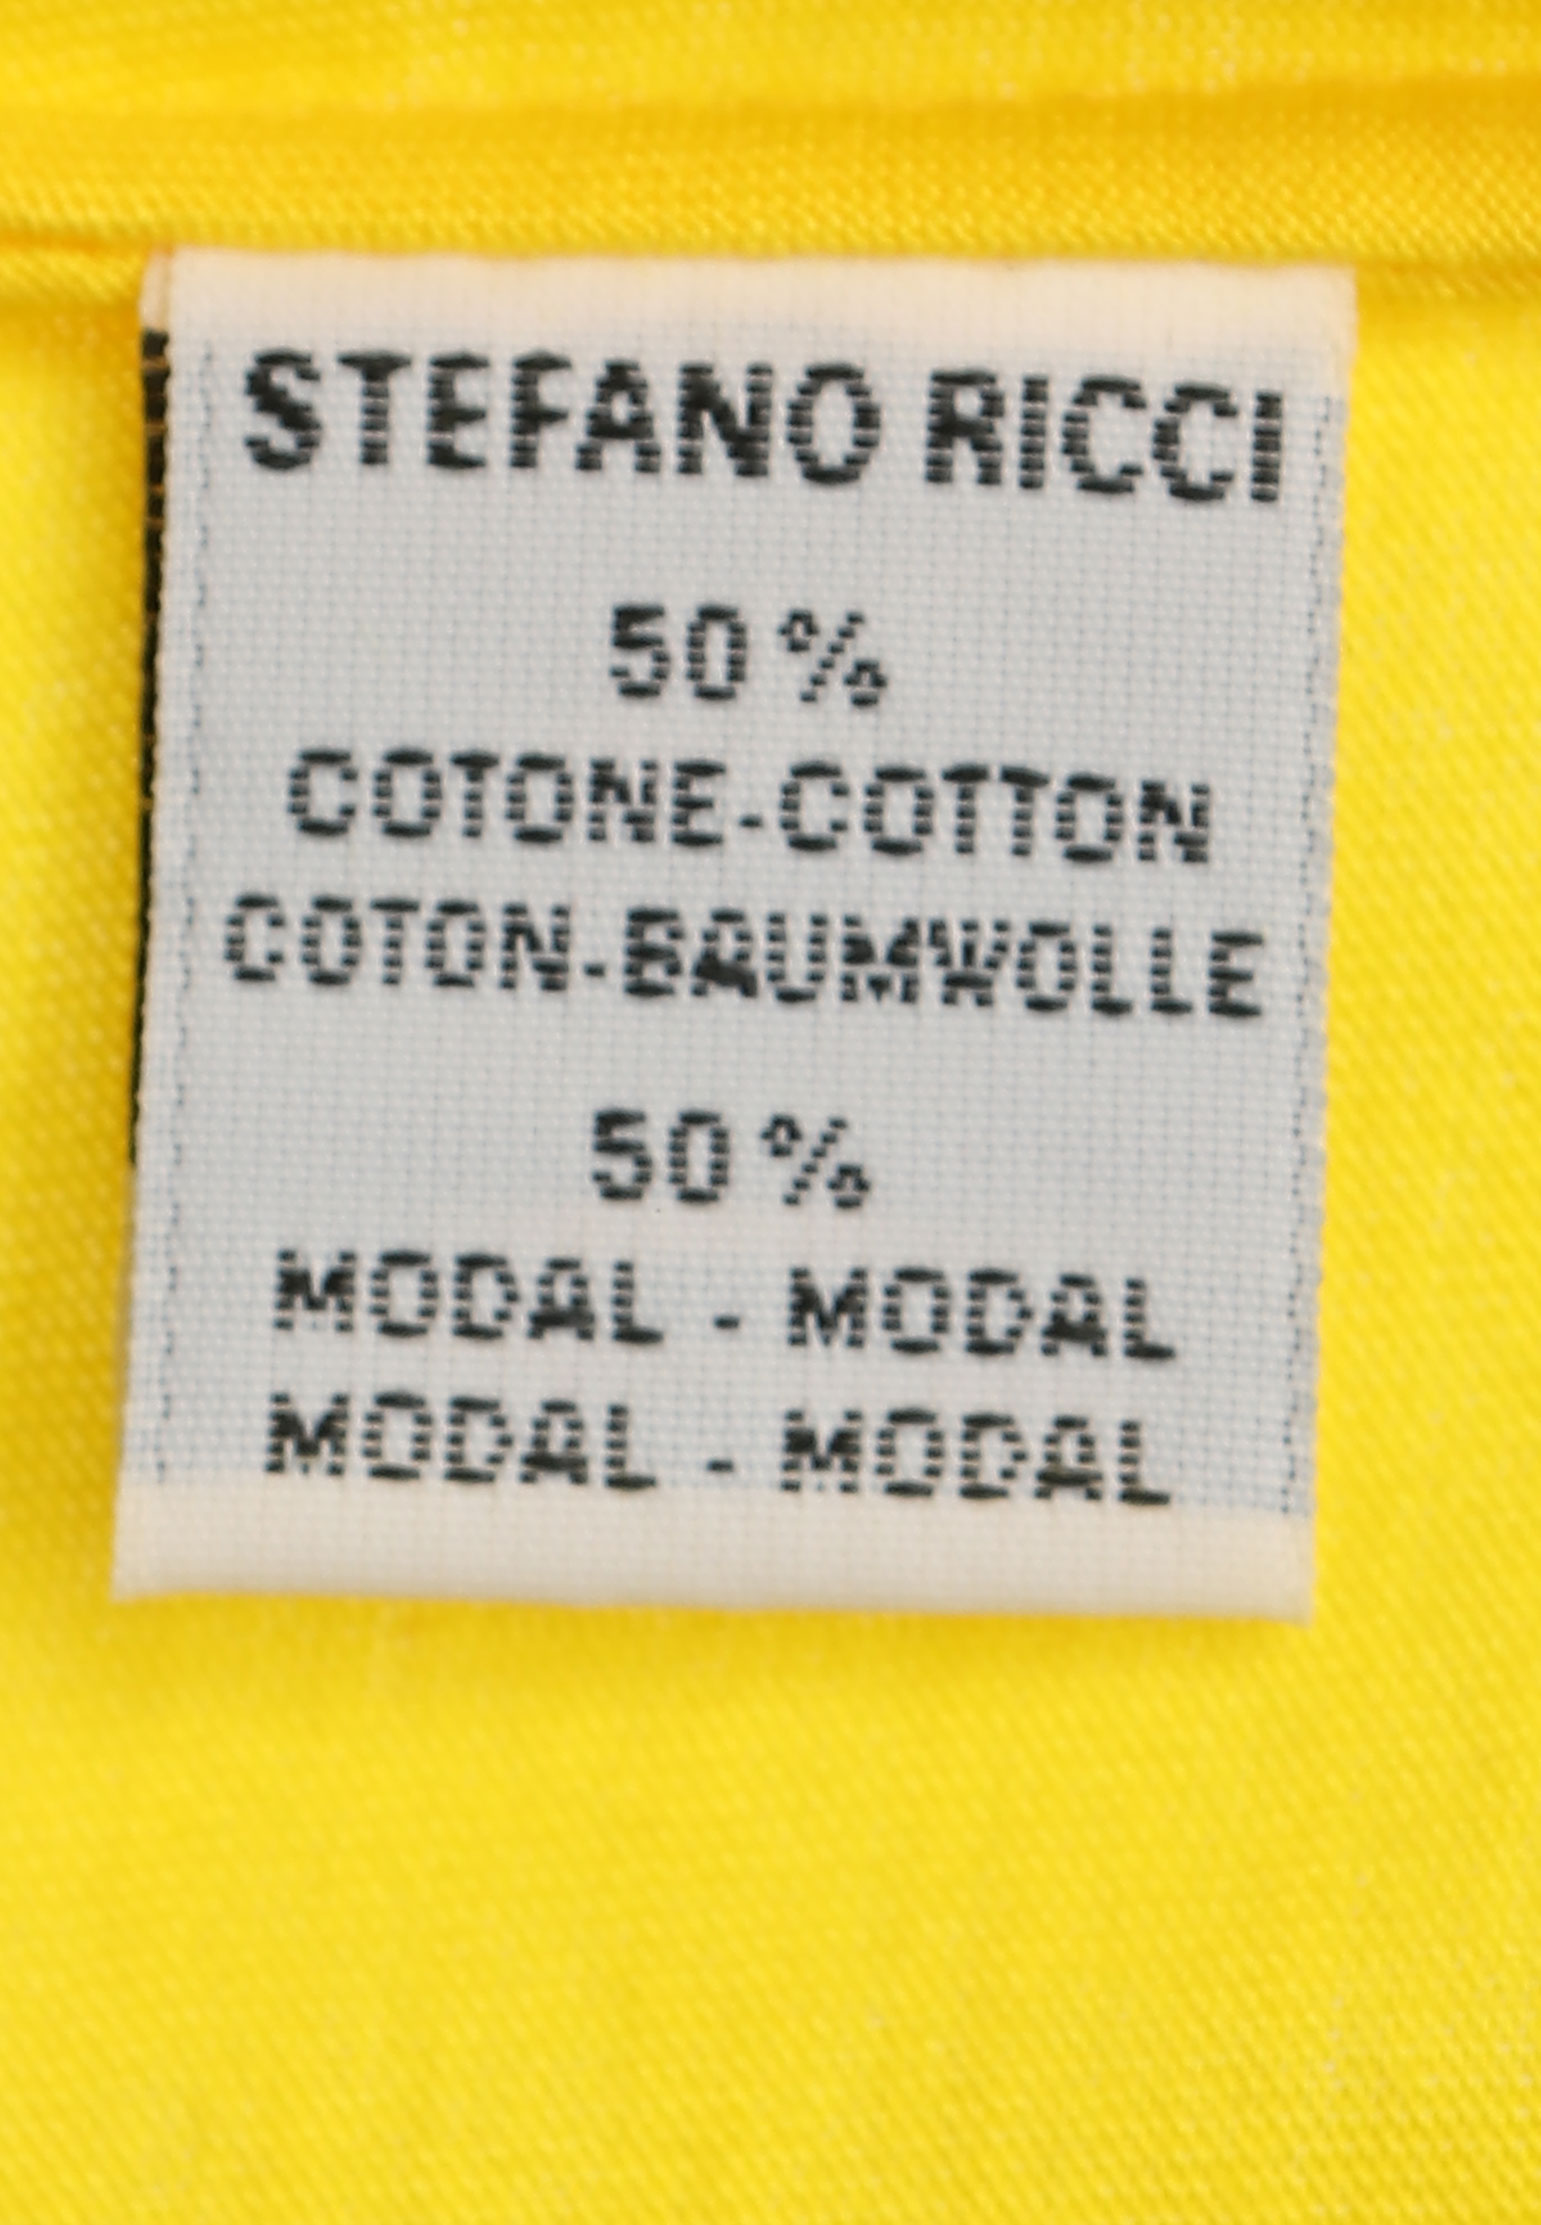 STEFANO RICCI
50%
COTONE-COTTON
COTON-BAUMWOLLE
50%
MODAL - MODAL
MODAL - MODAL